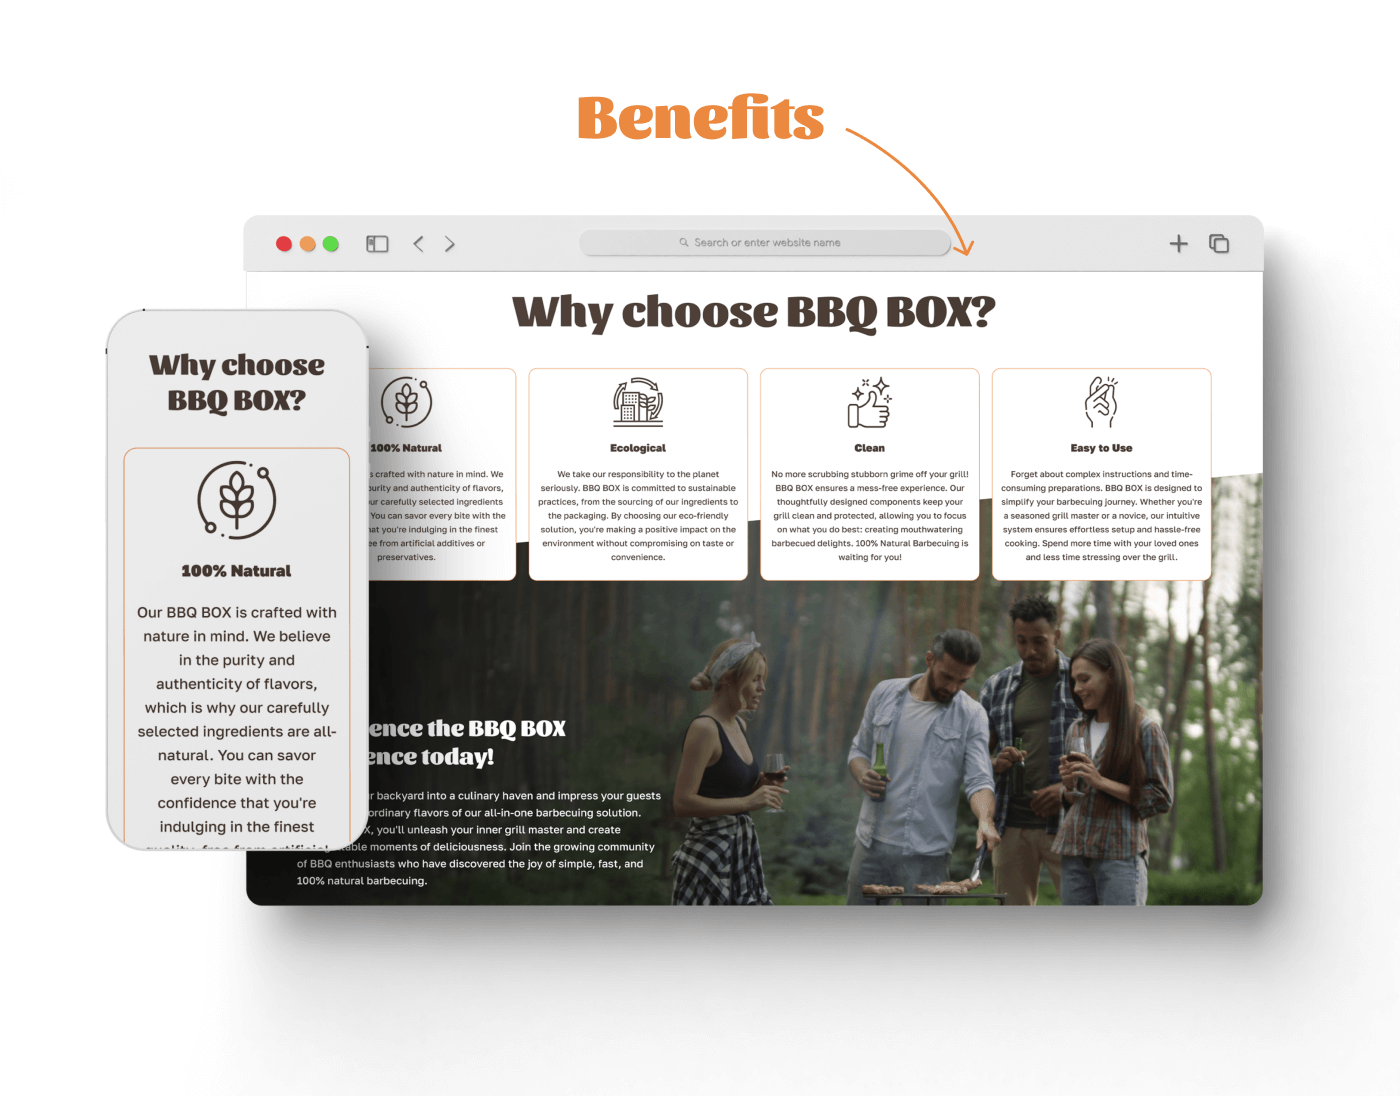 Benefits
Search or enter website name
Why choose BBQ BOX?
Why choose
BBQ BOX?
100% Natural
Our BBQ BOX is crafted with
nature in mind. We believe
in the purity and
authenticity of flavors,
which is why our carefully
selected ingredients are all-
natural. You can savor
every bite with the
confidence that you're
indulging in the finest
quality, free from artificial
100% Natural
s crafted with nature in mind. We
purity and authenticity of flavors,
ur carefully selected ingredients
You can savor every bite with the
at you're indulging in the finest
ee from artificial additives or
preservatives.
Ecological
We take our responsibility to the planet
seriously. BBQ BOX is committed to sustainable
practices, from the sourcing of our ingredients to
the packaging. By choosing our eco-friendly
solution, you're making a positive impact on the
environment without compromising on taste or
convenience.
Clean
No more scrubbing stubborn grime off your grill!
BBQ BOX ensures a mess-free experience. Our
thoughtfully designed components keep your
grill clean and protected, allowing you to focus
on what you do best: creating mouthwatering
barbecued delights. 100% Natural Barbecuing is
waiting for you!
Easy to Use
Forget about complex instructions and time-
consuming preparations. BBQ BOX is designed to
simplify your barbecuing journey. Whether you're
a seasoned grill master or a novice, our intuitive
system ensures effortless setup and hassle-free
cooking. Spend more time with your loved ones
and less time stressing over the grill.
ence the BBQ BOX
ence today!
r backyard into a culinary haven and impress your guests
ordinary flavors of our all-in-one barbecuing solution.
X, you'll unleash your inner grill master and create
able moments of deliciousness. Join the growing community
of BBQ enthusiasts who have discovered the joy of simple, fast, and
100% natural barbecuing.